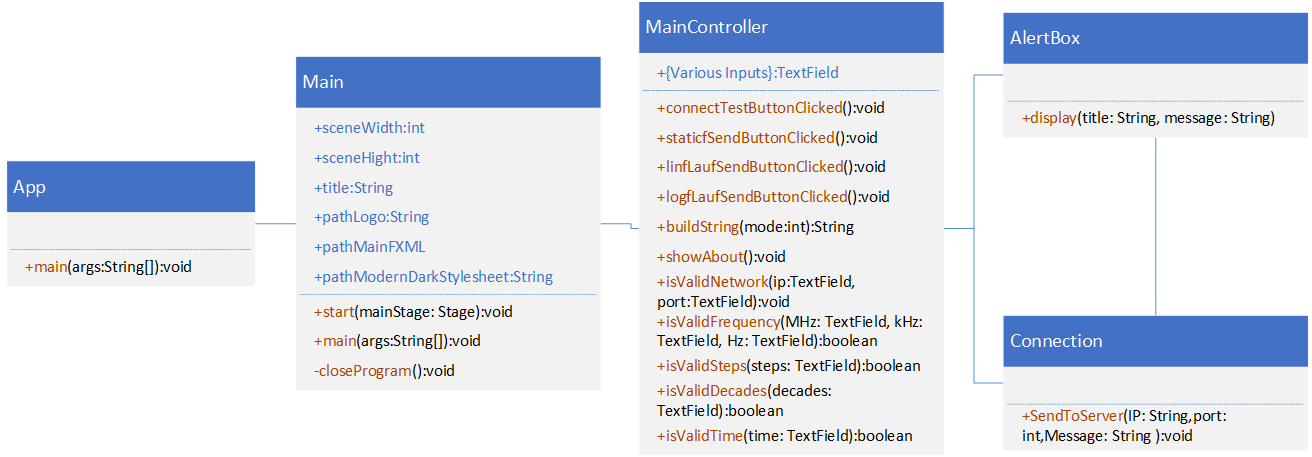 App
+main(args:String[]):void
Main
+sceneWidth:int
+sceneHight:int
+title:String
+pathLogo:String
+pathMainFXML
+pathModernDarkStylesheet:String
+start(mainStage: Stage):void
+main(args:String[]):void
-closeProgram():void
MainController
+{Various Inputs}:TextField
+connectTestButtonClicked():void
+staticfSendButtonClicked():void
+linfLaufSendButtonClicked():void
+logfLaufSendButtonClicked():void
+buildString(mode:int):String
+showAbout():void
+isValidNetwork(ip:TextField,
port:TextField):void
+isValidFrequency(MHz: TextField, kHz:
TextField, Hz: TextField):boolean
+isValidSteps(steps: TextField):boolean
+isValidDecades(decades:
TextField):boolean
+isValidTime(time: TextField):boolean
AlertBox
+display(title: String, message: String)
Connection
+SendToServer(IP: String,port:
int,Message: String ):void